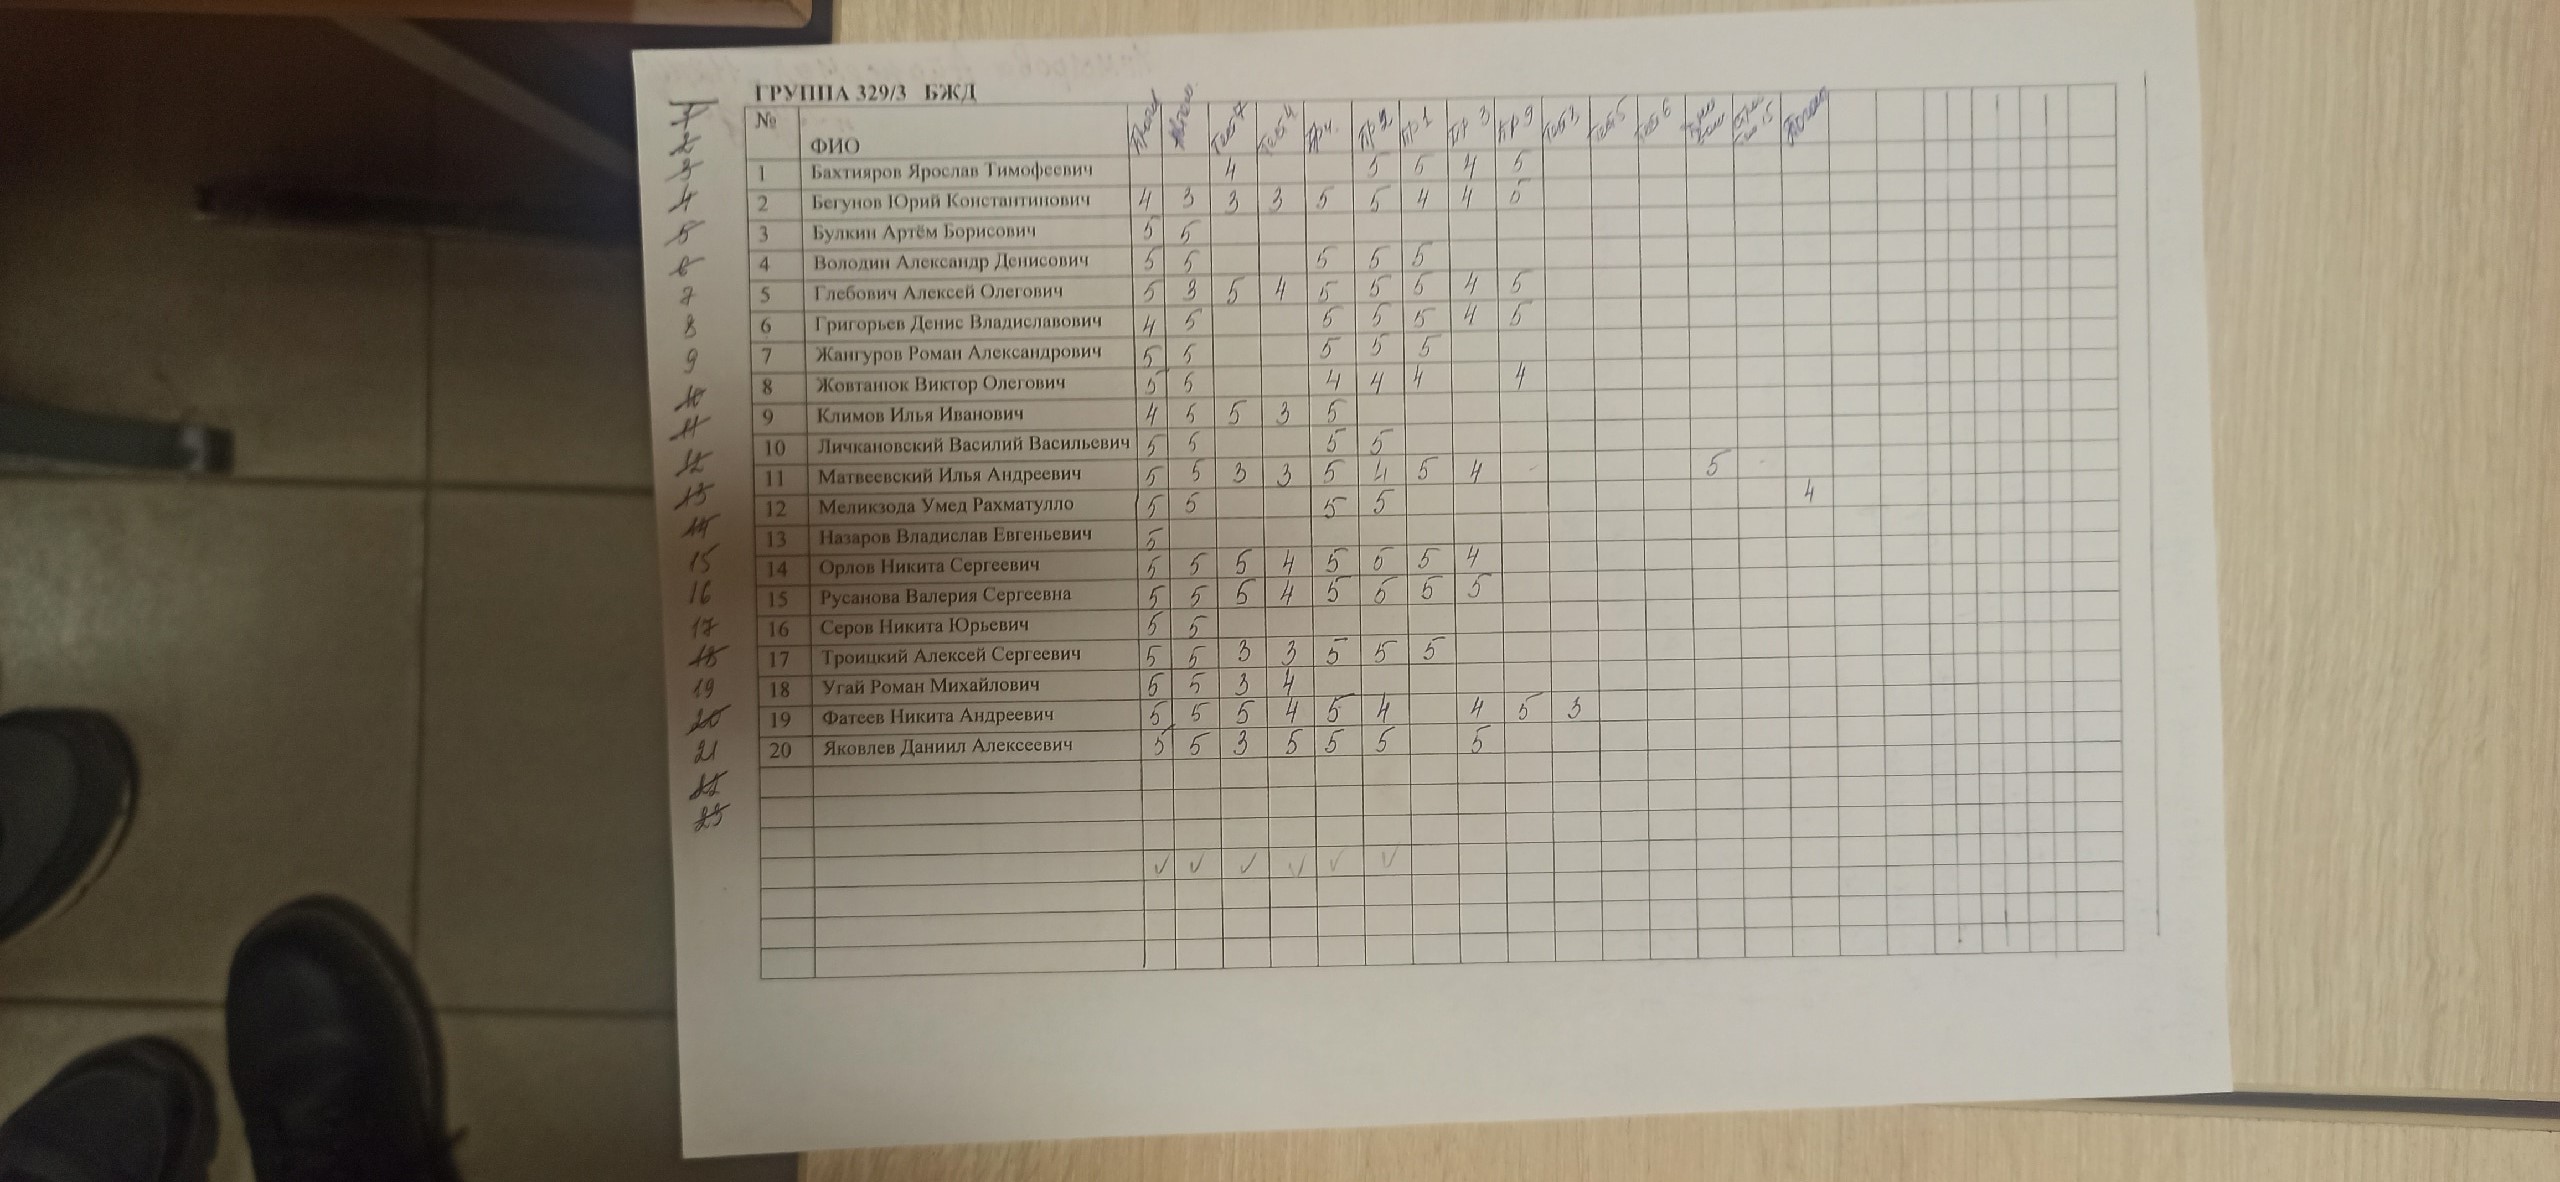 ГРУППА 329/3 БЖД
№ ФИО Тест 7 Тест 4 Пр4. ПР 2 ПР 1 ПР 3 ПР 9 Тест 3 Тест 5 Тест 6
1 Бахтияров Ярослав Тимофеевич 4 5 5 4 5
2 Бегунов Юрий Константинович 4 3 3 3 5 5 4 4 5
3 Булкин Артём Борисович 5 5
4 Володин Александр Денисович 5 5 5 5 5
5 Глебович Алексей Олегович 5 3 5 4 5 5 5 4 5
6 Григорьев Денис Владиславович 4 5 5 5 5 4 5
7 Жангуров Роман Александрович 5 5 5 5 5
8 Жовтанюк Виктор Олегович 5 5 4 4 4 4
9 Климов Илья Иванович 4 5 5 3 5
10 Личкановский Василий Васильевич 5 5 5 5
11 Матвеевский Илья Андреевич 5 5 3 3 5 4 5 4 5
12 Меликзода Умед Рахматулло 5 5 5 5 4
13 Назаров Владислав Евгеньевич 5
14 Орлов Никита Сергеевич 5 5 5 4 5 5 5 4
15 Русанова Валерия Сергеевна 5 5 5 4 5 5 5 5
16 Серов Никита Юрьевич 5 5
17 Троицкий Алексей Сергеевич 5 5 3 3 5 5 5
18 Угай Роман Михайлович 5 5 3 4
19 Фатеев Никита Андреевич 5 5 5 4 5 4 4 5 3
20 Яковлев Даниил Алексеевич 5 5 3 5 5 5 5
1
2
3
4
5
6
7
8
9
10
11
12
13
14
15
16
17
18
19
20
21
22
23